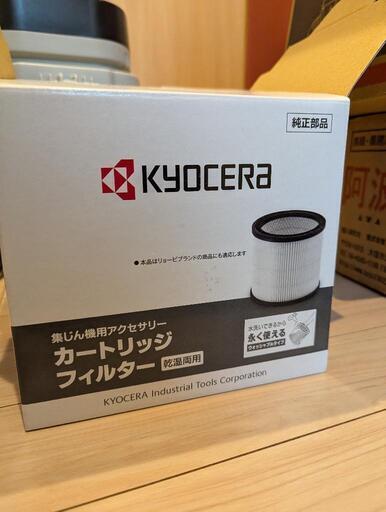 純正部品
KYOCERA
●本品はリョービブランドの商品にも適応します
集じん機用アクセサリー
カートリッジ
フィルター 乾湿両用
水洗いできるから
永く使える
ウォッシャブルタイプ
KYOCERA Industrial Tools Corporation
阿波